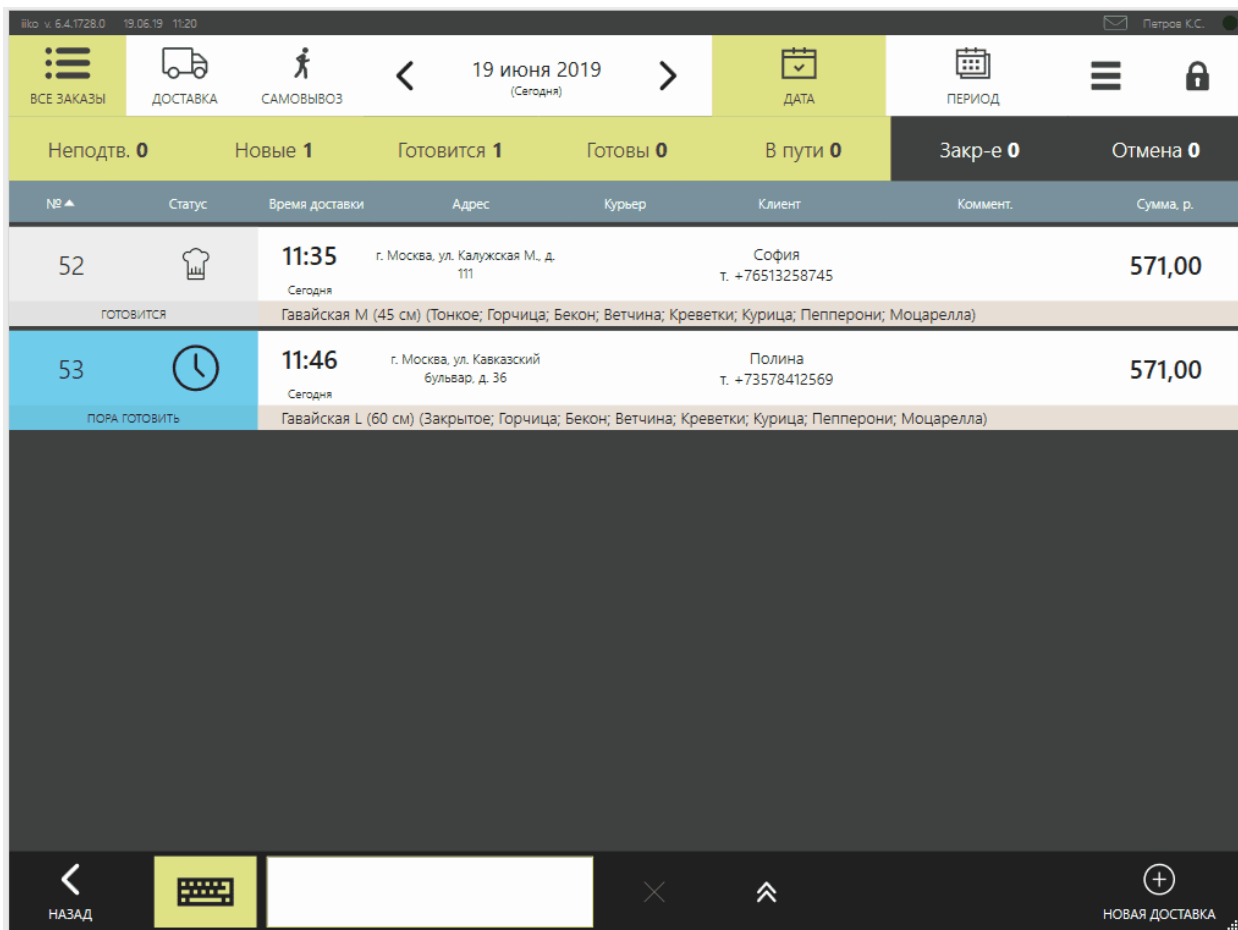 iiko v. 6.4.1728.0 19.06.19 11:20 Петров К.С.
ВСЕ ЗАКАЗЫ ДОСТАВКА САМОВЫВОЗ 19 июня 2019 (Сегодня) ДАТА ПЕРИОД
Неподтв. 0 Новые 1 Готовится 1 Готовы 0 В пути 0 Закр-е 0 Отмена 0
№ Статус Время доставки Адрес Курьер Клиент Коммент. Сумма, р.
52 11:35 г. Москва, ул. Калужская М., д. София 571,00
111 т. +76513258745
Сегодня
ГОТОВИТСЯ Гавайская M (45 см) (Тонкое; Горчица; Бекон; Ветчина; Креветки; Курица; Пепперони; Моцарелла)
53 11:46 г. Москва, ул. Кавказский Полина 571,00
бульвар, д. 36 т. +73578412569
Сегодня
ПОРА ГОТОВИТЬ Гавайская L (60 см) (Закрытое; Горчица; Бекон; Ветчина; Креветки; Курица; Пепперони; Моцарелла)
НАЗАД НОВАЯ ДОСТАВКА